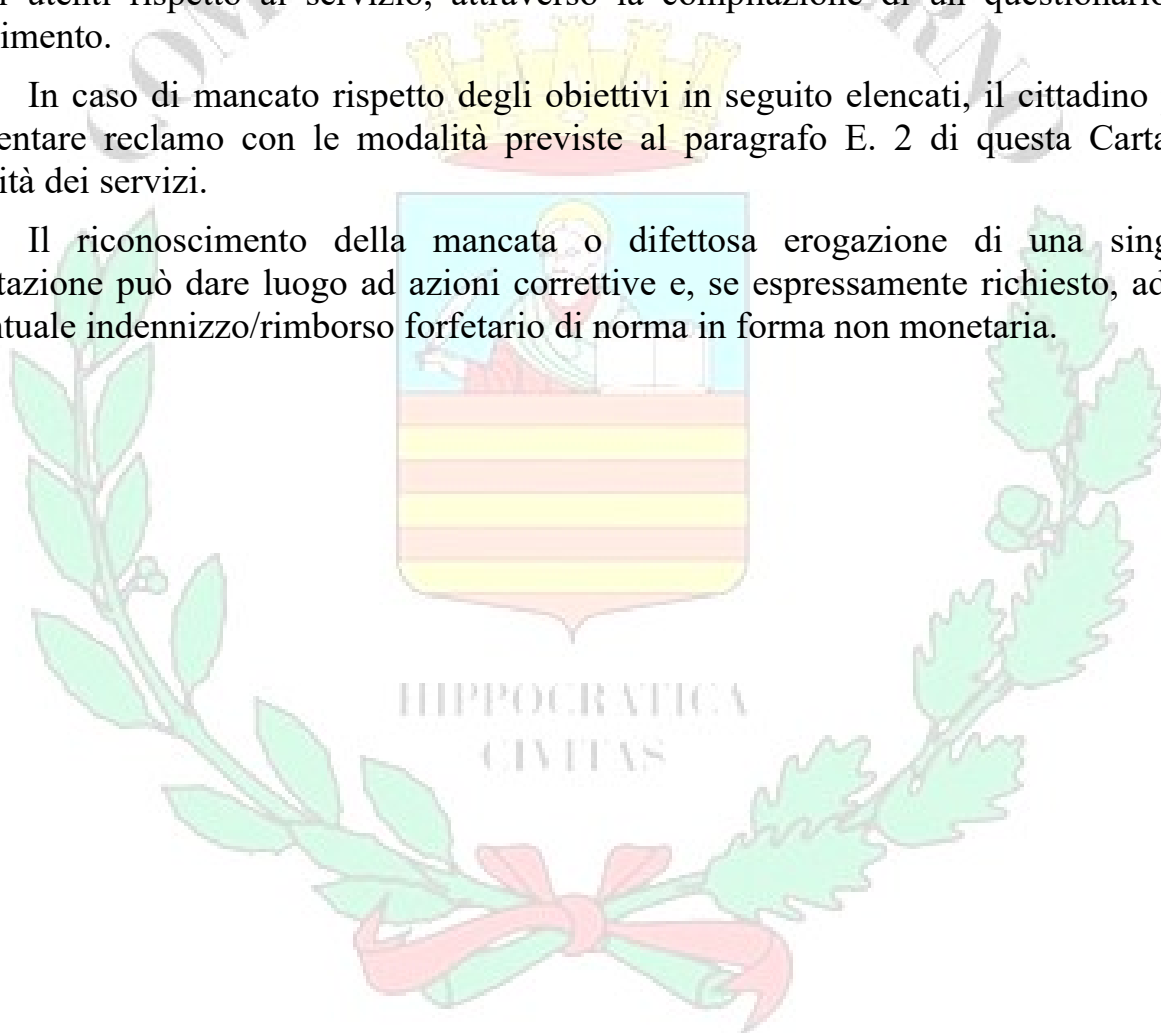 utenti rispetto al servizio, attraverso la compilazione di un questionario
imento.
In caso di mancato rispetto degli obiettivi in seguito elencati, il cittadino
entare reclamo con le modalità previste al paragrafo E. 2 di questa Carta
ità dei servizi.
Il riconoscimento della mancata o difettosa erogazione di una sing
tazione può dare luogo ad azioni correttive e, se espressamente richiesto, ad
ntuale indennizzo/rimborso forfetario di norma in forma non monetaria.
COM
RNO
HIPPOCRATICA
CIVITAS